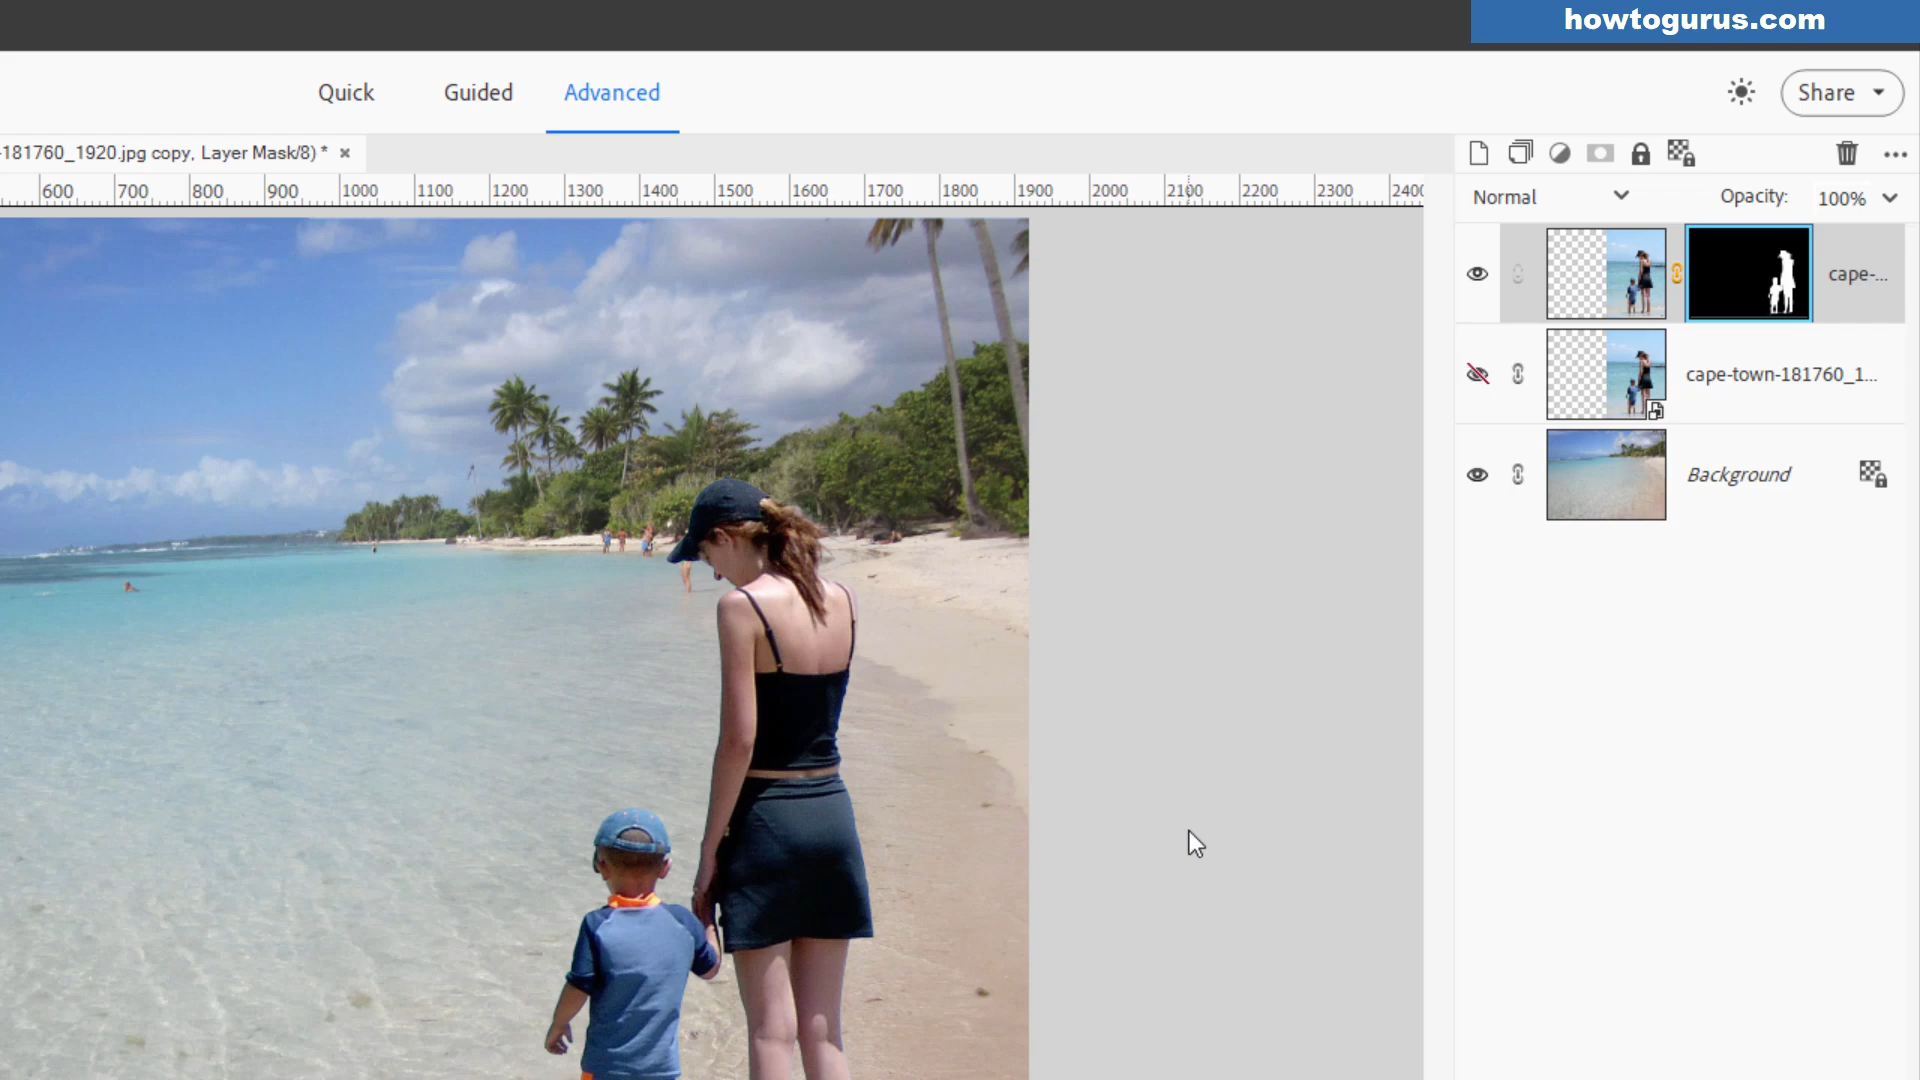 howtogurus.com
Quick Guided Advanced
Share
-181760_1920.jpg copy, Layer Mask/8) *
600 700 800 900 1000 1100 1200 1300 1400 1500 1600 1700 1800 1900 2000 2100 2200 2300 2400
Normal Opacity: 100%
cape-...
cape-town-181760_1...
Background